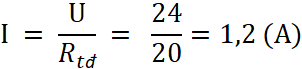 I = U/R_tđ = 24/20 = 1,2 (A)